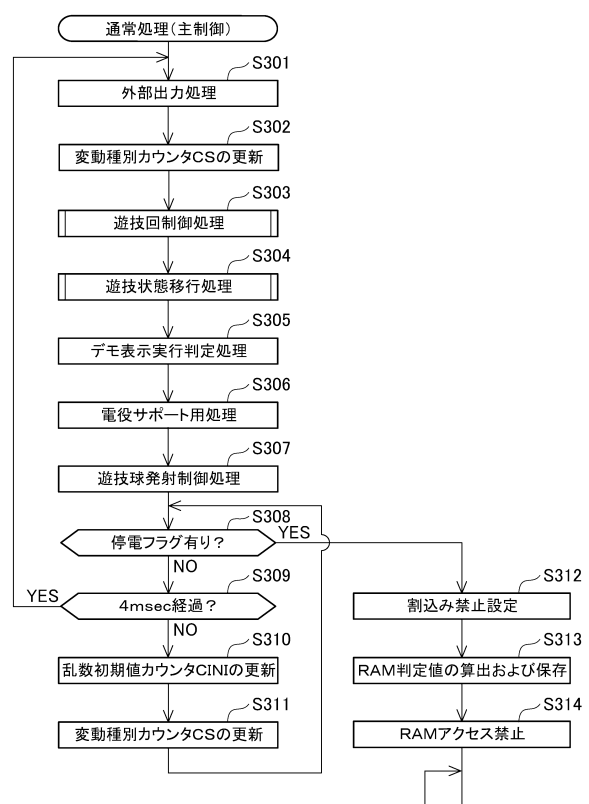 通常処理(主制御)
S301
外部出力処理
S302
変動種別カウンタCSの更新
S303
遊技回制御処理
S304
遊技状態移行処理
S305
デモ表示実行判定処理
S306
電役サポート用処理
S307
遊技球発射制御処理
S308
停電フラグ有り?
YES
NO
S309
4msec経過?
YES
NO
S310
乱数初期値カウンタCINIの更新
S311
変動種別カウンタCSの更新
S312
割込み禁止設定
S313
RAM判定値の算出および保存
S314
RAMアクセス禁止